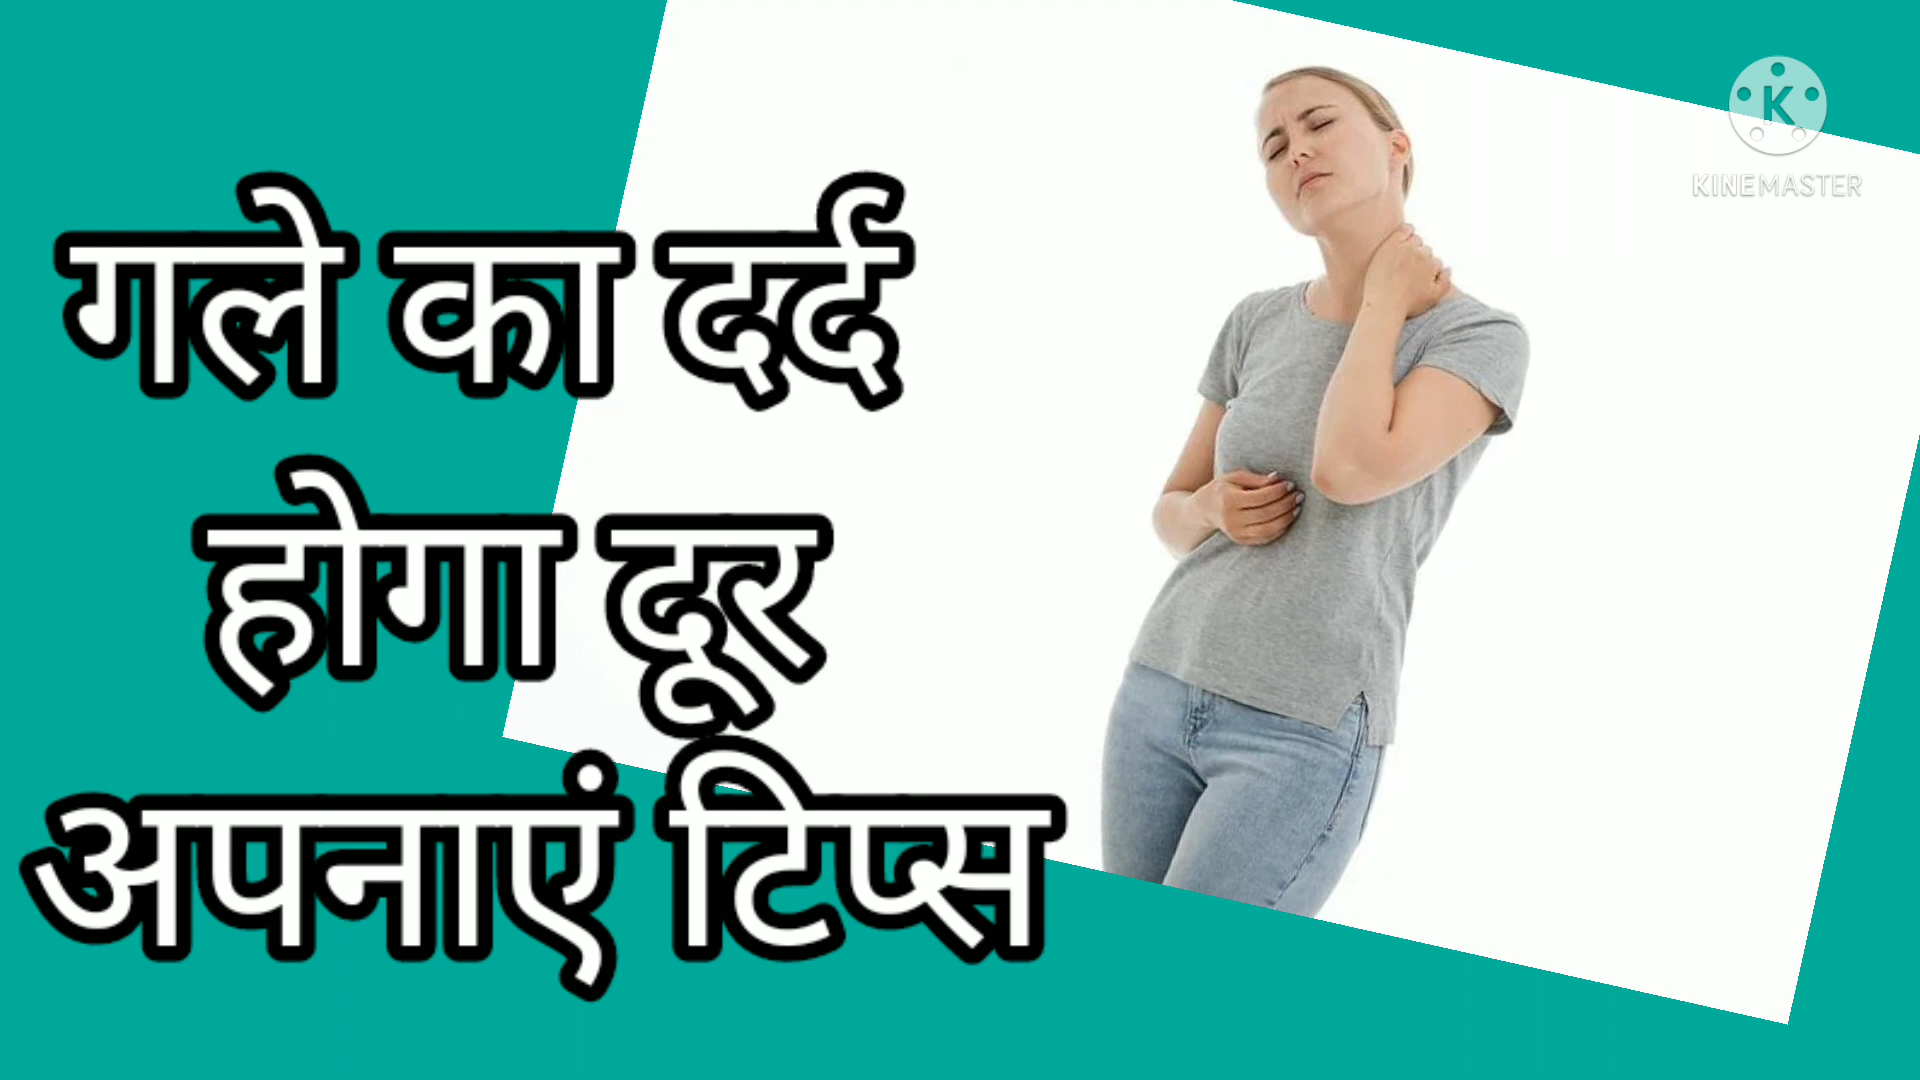 गले का दर्द
होगा दूर
अपनाएं टिप्स
KINEMASTER